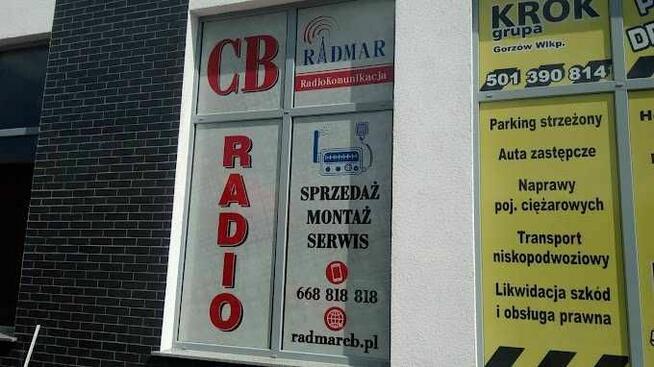 CB
RADIO
RADMAR
RadioKomunikacja
SPRZEDAŻ
MONTAŻ
SERWIS
668 818 818
radmarcb.pl
KROK
grupa
Gorzów Wlkp.
501 390 814
Parking strzeżony
Auta zastępcze
Naprawy
poj. ciężarowych
Transport
niskopodwoziowy
Likwidacja szkód
i obsługa prawna